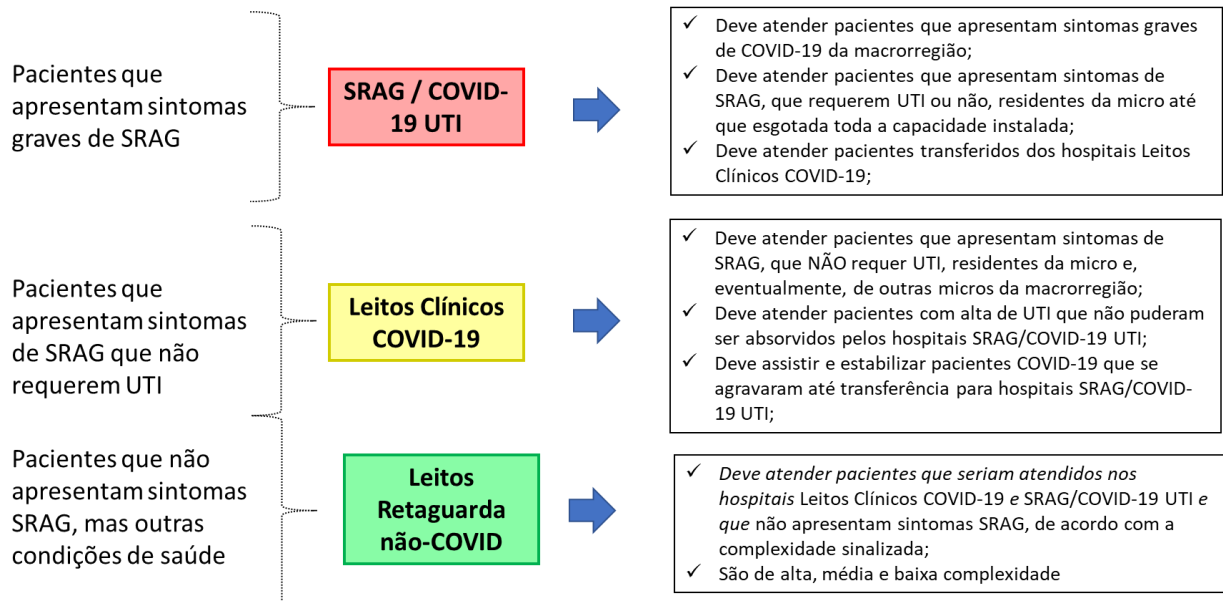 Pacientes que
apresentam sintomas
graves de SRAG
SRAG / COVID-
19 UTI
✓ Deve atender pacientes que apresentam sintomas graves
de COVID-19 da macrorregião;
✓ Deve atender pacientes que apresentam sintomas de
SRAG, que requerem UTI ou não, residentes da micro até
que esgotada toda a capacidade instalada;
✓ Deve atender pacientes transferidos dos hospitais Leitos
Clínicos COVID-19;
Pacientes que
apresentam sintomas
de SRAG que não
requerem UTI
Leitos Clínicos
COVID-19
✓ Deve atender pacientes que apresentam sintomas de
SRAG, que NÃO requer UTI, residentes da micro e,
eventualmente, de outras micros da macrorregião;
✓ Deve atender pacientes com alta de UTI que não puderam
ser absorvidos pelos hospitais SRAG/COVID-19 UTI;
✓ Deve assistir e estabilizar pacientes COVID-19 que se
agravaram até transferência para hospitais SRAG/COVID-
19 UTI;
Pacientes que não
apresentam sintomas
SRAG, mas outras
condições de saúde
Leitos
Retaguarda
não-COVID
✓ Deve atender pacientes que seriam atendidos nos
hospitais Leitos Clínicos COVID-19 e SRAG/COVID-19 UTI e
que não apresentam sintomas SRAG, de acordo com a
complexidade sinalizada;
✓ São de alta, média e baixa complexidade